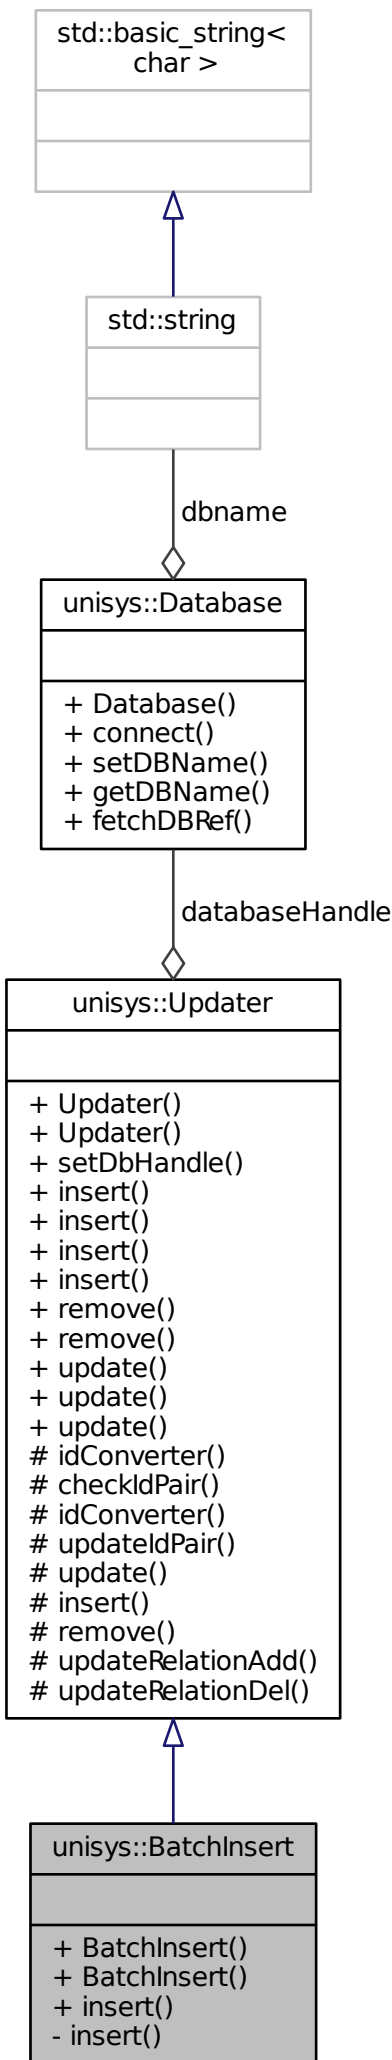 std::basic_string<
char >
std::string
dbname
unisys::Database
+ Database()
+ connect()
+ setDBName()
+ getDBName()
+ fetchDBRef()
databaseHandle
unisys::Updater
+ Updater()
+ Updater()
+ setDbHandle()
+ insert()
+ insert()
+ insert()
+ insert()
+ remove()
+ remove()
+ update()
+ update()
+ update()
# idConverter()
# checkIdPair()
# idConverter()
# updateIdPair()
# update()
# insert()
# remove()
# updateRelationAdd()
# updateRelationDel()
unisys::BatchInsert
+ BatchInsert()
+ BatchInsert()
+ insert()
- insert()